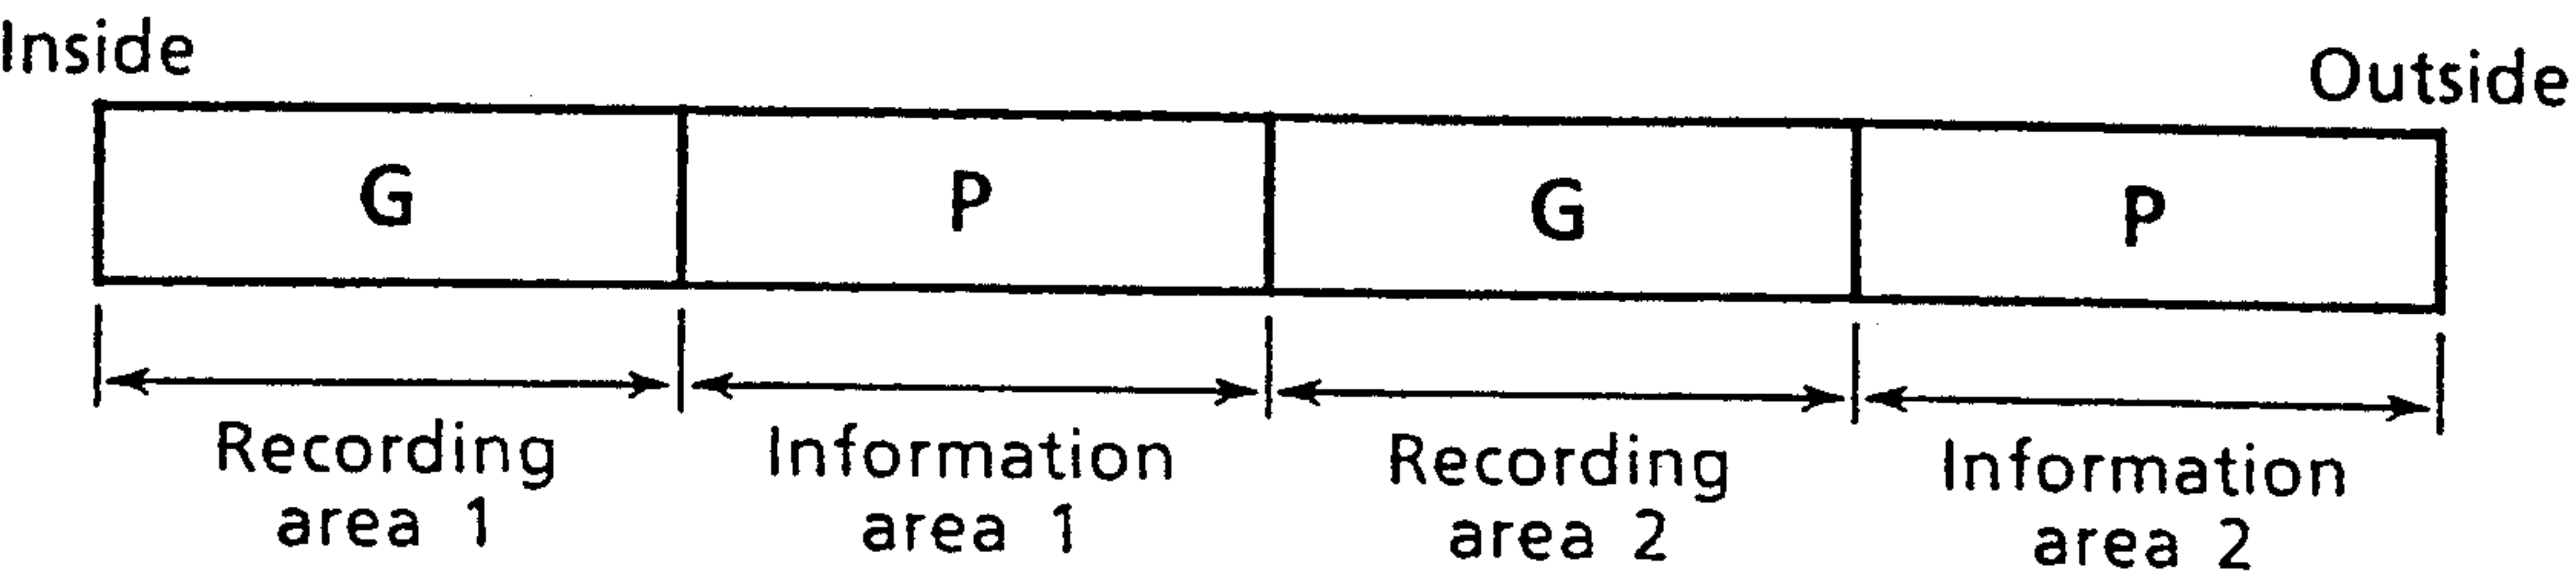 Inside
Outside
G P G P
Recording area 1
Information area 1
Recording area 2
Information area 2